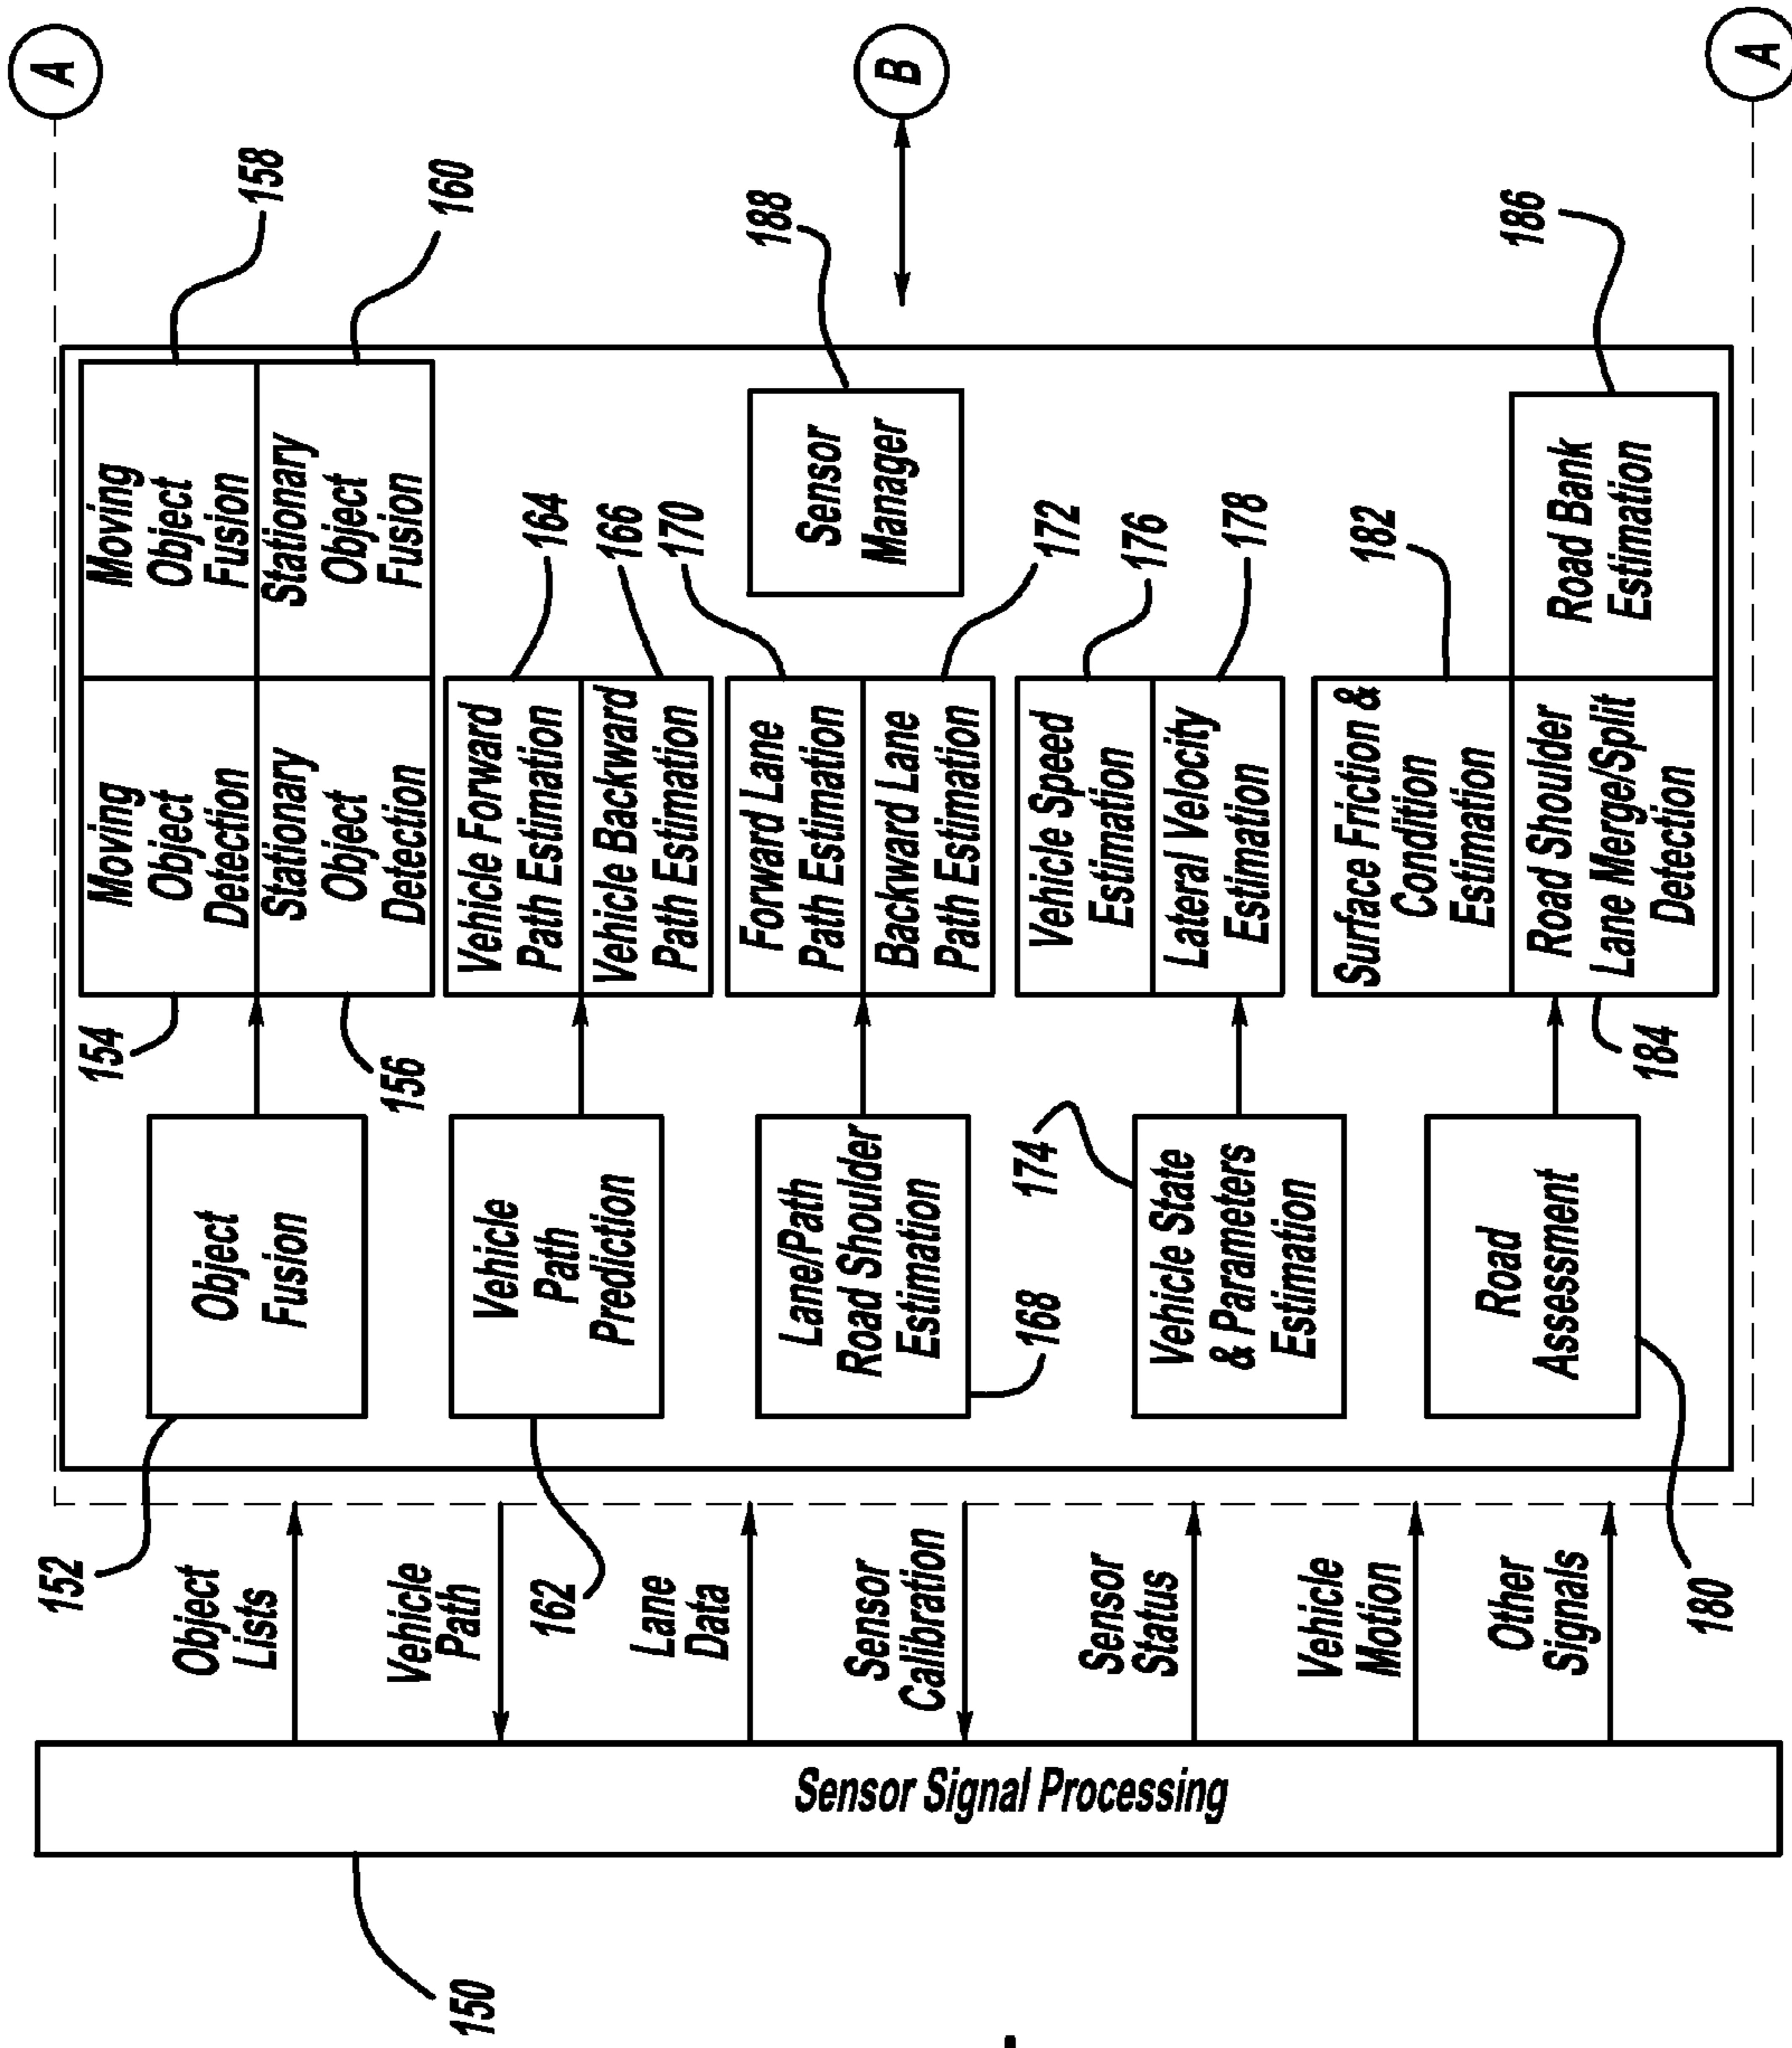 A
B
A
158
160
188
186
Moving
Object
Fusion
Stationary
Object
Fusion
Moving
Object
Detection
Stationary
Object
Detection
154
156
Object
Fusion
152
Vehicle Forward
Path Estimation
164
Vehicle Backward
Path Estimation
166
Vehicle
Path
Prediction
162
Forward Lane
Path Estimation
170
Backward Lane
Path Estimation
172
Lane/Path
Road Shoulder
Estimation
168
Sensor
Manager
Vehicle Speed
Estimation
176
Lateral Velocity
Estimation
178
Vehicle State
& Parameters
Estimation
174
Surface Friction &
Condition
Estimation
182
Road Shoulder
Lane Merge/Split
Detection
184
Road Bank
Estimation
Road
Assessment
180
Object
Lists
Vehicle
Path
Lane
Data
Sensor
Calibration
Sensor
Status
Vehicle
Motion
Other
Signals
Sensor Signal Processing
150